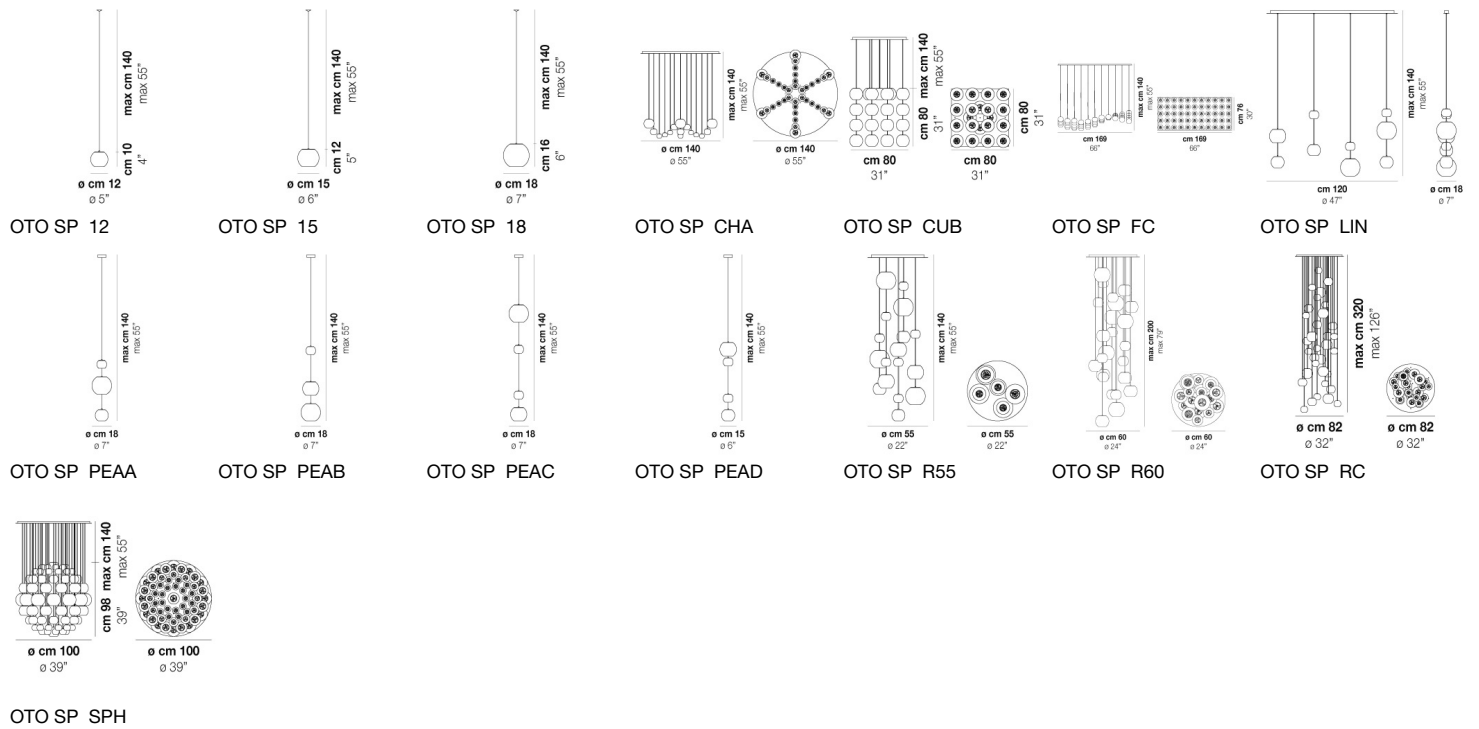 max cm 140
max 55"
cm 10
4"
ø cm 12
ø 5"
OTO SP 12
max cm 140
max 55"
cm 12
5"
ø cm 15
ø 6"
OTO SP 15
max cm 140
max 55"
cm 16
6"
ø cm 18
ø 7"
OTO SP 18
max cm 140
max 55"
ø cm 140
ø 55"
ø cm 140
ø 55"
OTO SP CHA
max cm 140
max 55"
cm 80
31"
cm 80
31"
cm 80
31"
cm 80
31"
OTO SP CUB
max cm 140
max 55"
cm 169
66"
cm 76
30"
cm 169
66"
OTO SP FC
max cm 140
max 55"
cm 120
ø 47"
ø cm 18
ø 7"
OTO SP LIN
max cm 140
max 55"
ø cm 18
ø 7"
OTO SP PEAA
max cm 140
max 55"
ø cm 18
ø 7"
OTO SP PEAB
max cm 140
max 55"
ø cm 18
ø 7"
OTO SP PEAC
max cm 140
max 55"
ø cm 15
ø 6"
OTO SP PEAD
max cm 140
max 55"
ø cm 55
ø 22"
ø cm 55
ø 22"
OTO SP R55
max cm 200
max 79"
ø cm 60
ø 24"
ø cm 60
ø 24"
OTO SP R60
max cm 320
max 126"
ø cm 82
ø 32"
ø cm 82
ø 32"
OTO SP RC
max cm 140
max 55"
cm 98
39"
ø cm 100
ø 39"
ø cm 100
ø 39"
OTO SP SPH